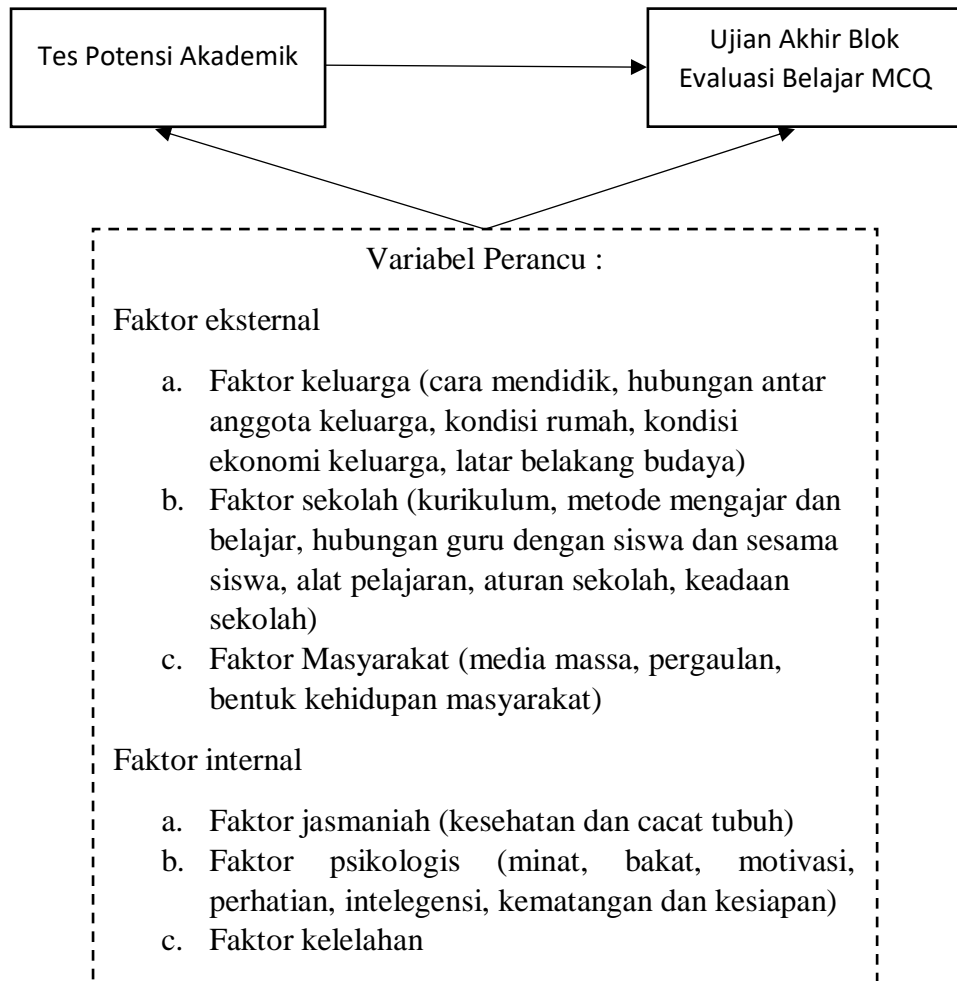 Tes Potensi Akademik
Ujian Akhir Blok
Evaluasi Belajar MCQ
Variabel Perancu :
Faktor eksternal
a. Faktor keluarga (cara mendidik, hubungan antar
anggota keluarga, kondisi rumah, kondisi
ekonomi keluarga, latar belakang budaya)
b. Faktor sekolah (kurikulum, metode mengajar dan
belajar, hubungan guru dengan siswa dan sesama
siswa, alat pelajaran, aturan sekolah, keadaan
sekolah)
c. Faktor Masyarakat (media massa, pergaulan,
bentuk kehidupan masyarakat)
Faktor internal
a. Faktor jasmaniah (kesehatan dan cacat tubuh)
b. Faktor psikologis (minat, bakat, motivasi,
perhatian, intelegensi, kematangan dan kesiapan)
c. Faktor kelelahan